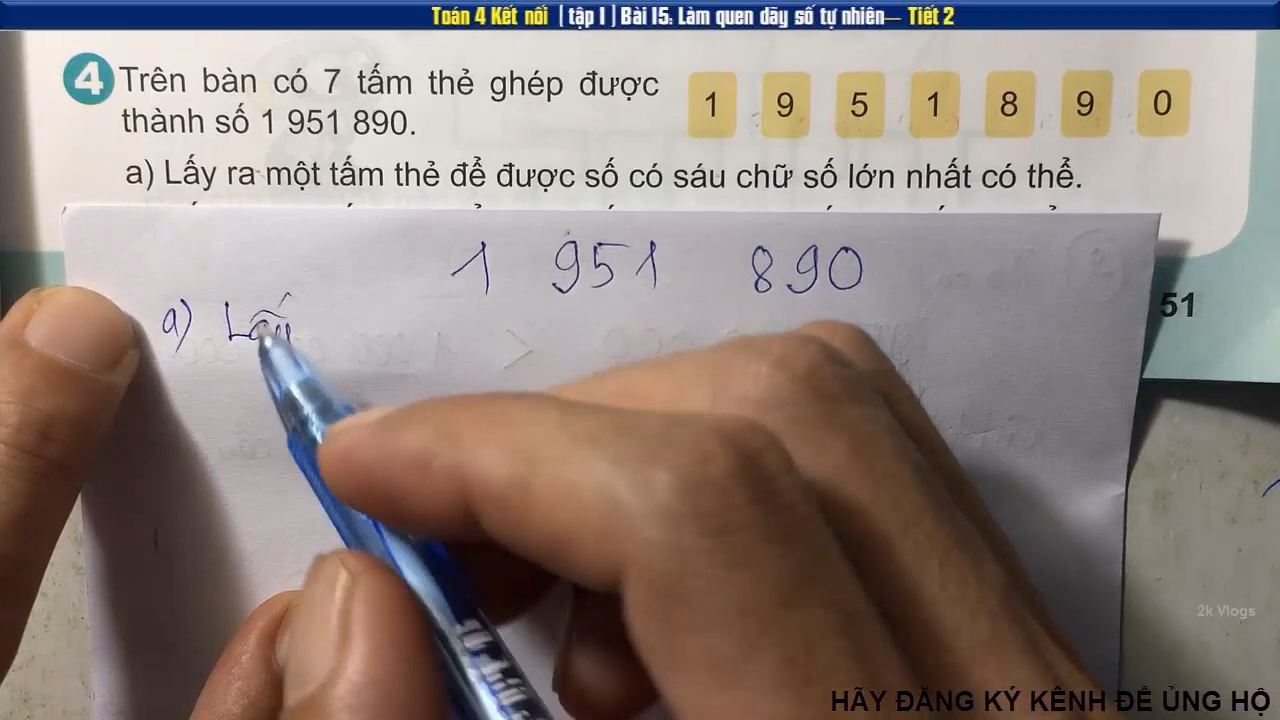 Toán 4 Kết nối [ tập 1 ] Bài 15: Làm quen dãy số tự nhiên– Tiết 2
4 Trên bàn có 7 tấm thẻ ghép được
thành số 1 951 890.
1 9 5 1 8 9 0
a) Lấy ra một tấm thẻ để được số có sáu chữ số lớn nhất có thể.
1 951 890
a) Lấy
51
2k Vlogs
HÃY ĐĂNG KÝ KÊNH ĐỂ ỦNG HỘ